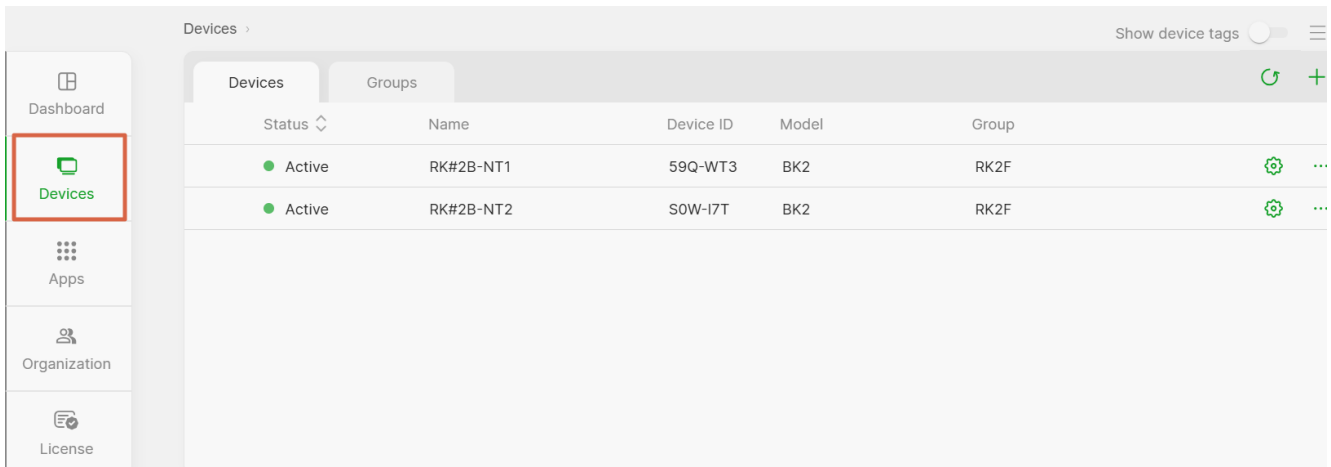 Devices ›
Show device tags
Dashboard
Devices
Apps
Organization
License
Devices Groups
Status Name Device ID Model Group
Active RK#2B-NT1 59Q-WT3 BK2 RK2F
Active RK#2B-NT2 S0W-I7T BK2 RK2F